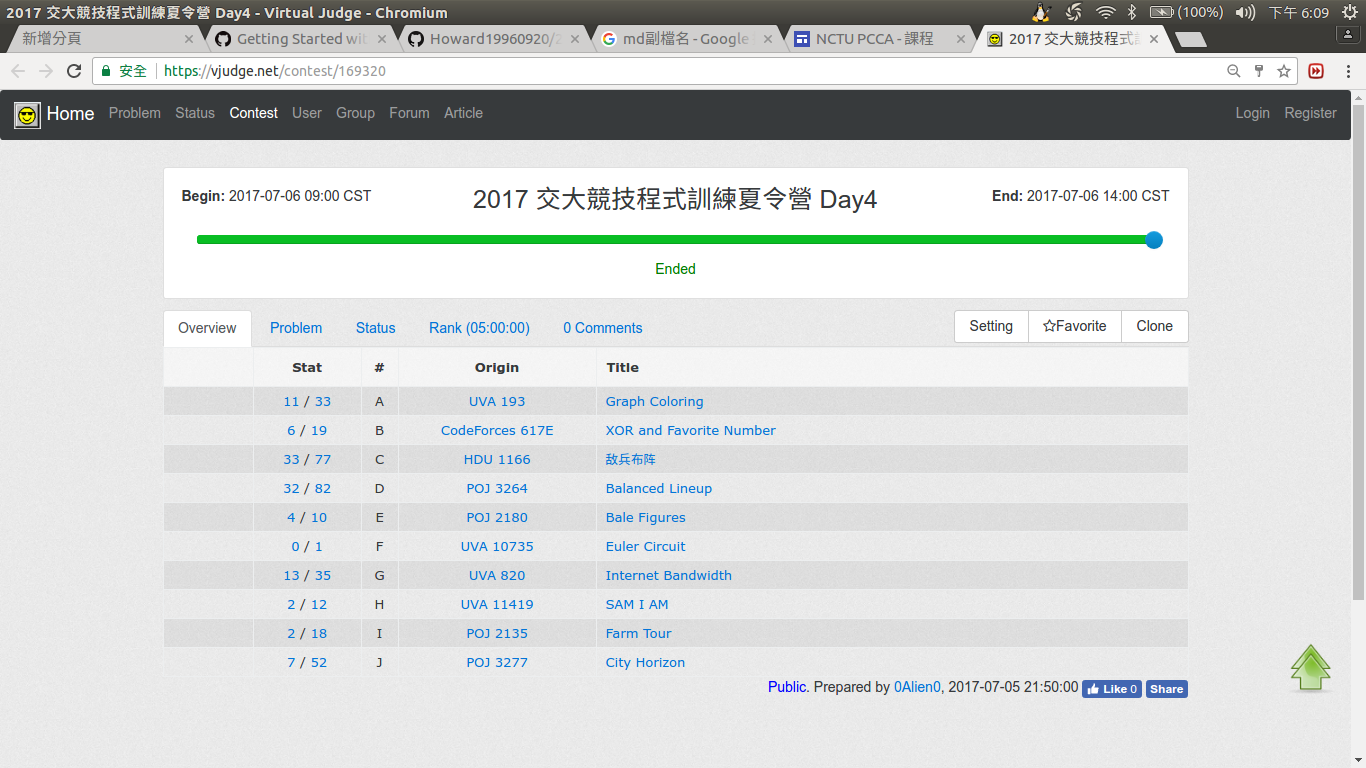 2017 交大競技程式訓練夏令營 Day4 - Virtual Judge - Chromium (100%) 下午 6:09
新增分頁 Getting Started wit Howard19960920/2 md副檔名 - Google NCTU PCCA - 課程 2017 交大競技程式
安全 https://vjudge.net/contest/169320
Home Problem Status Contest User Group Forum Article Login Register
Begin: 2017-07-06 09:00 CST 2017 交大競技程式訓練夏令營 Day4 End: 2017-07-06 14:00 CST
Ended
Overview Problem Status Rank (05:00:00) 0 Comments Setting ☆Favorite Clone
Stat # Origin Title
11 / 33 A UVA 193 Graph Coloring
6 / 19 B CodeForces 617E XOR and Favorite Number
33 / 77 C HDU 1166 敌兵布阵
32 / 82 D POJ 3264 Balanced Lineup
4 / 10 E POJ 2180 Bale Figures
0 / 1 F UVA 10735 Euler Circuit
13 / 35 G UVA 820 Internet Bandwidth
2 / 12 H UVA 11419 SAM I AM
2 / 18 I POJ 2135 Farm Tour
7 / 52 J POJ 3277 City Horizon
Public. Prepared by 0Alien0, 2017-07-05 21:50:00 Like 0 Share